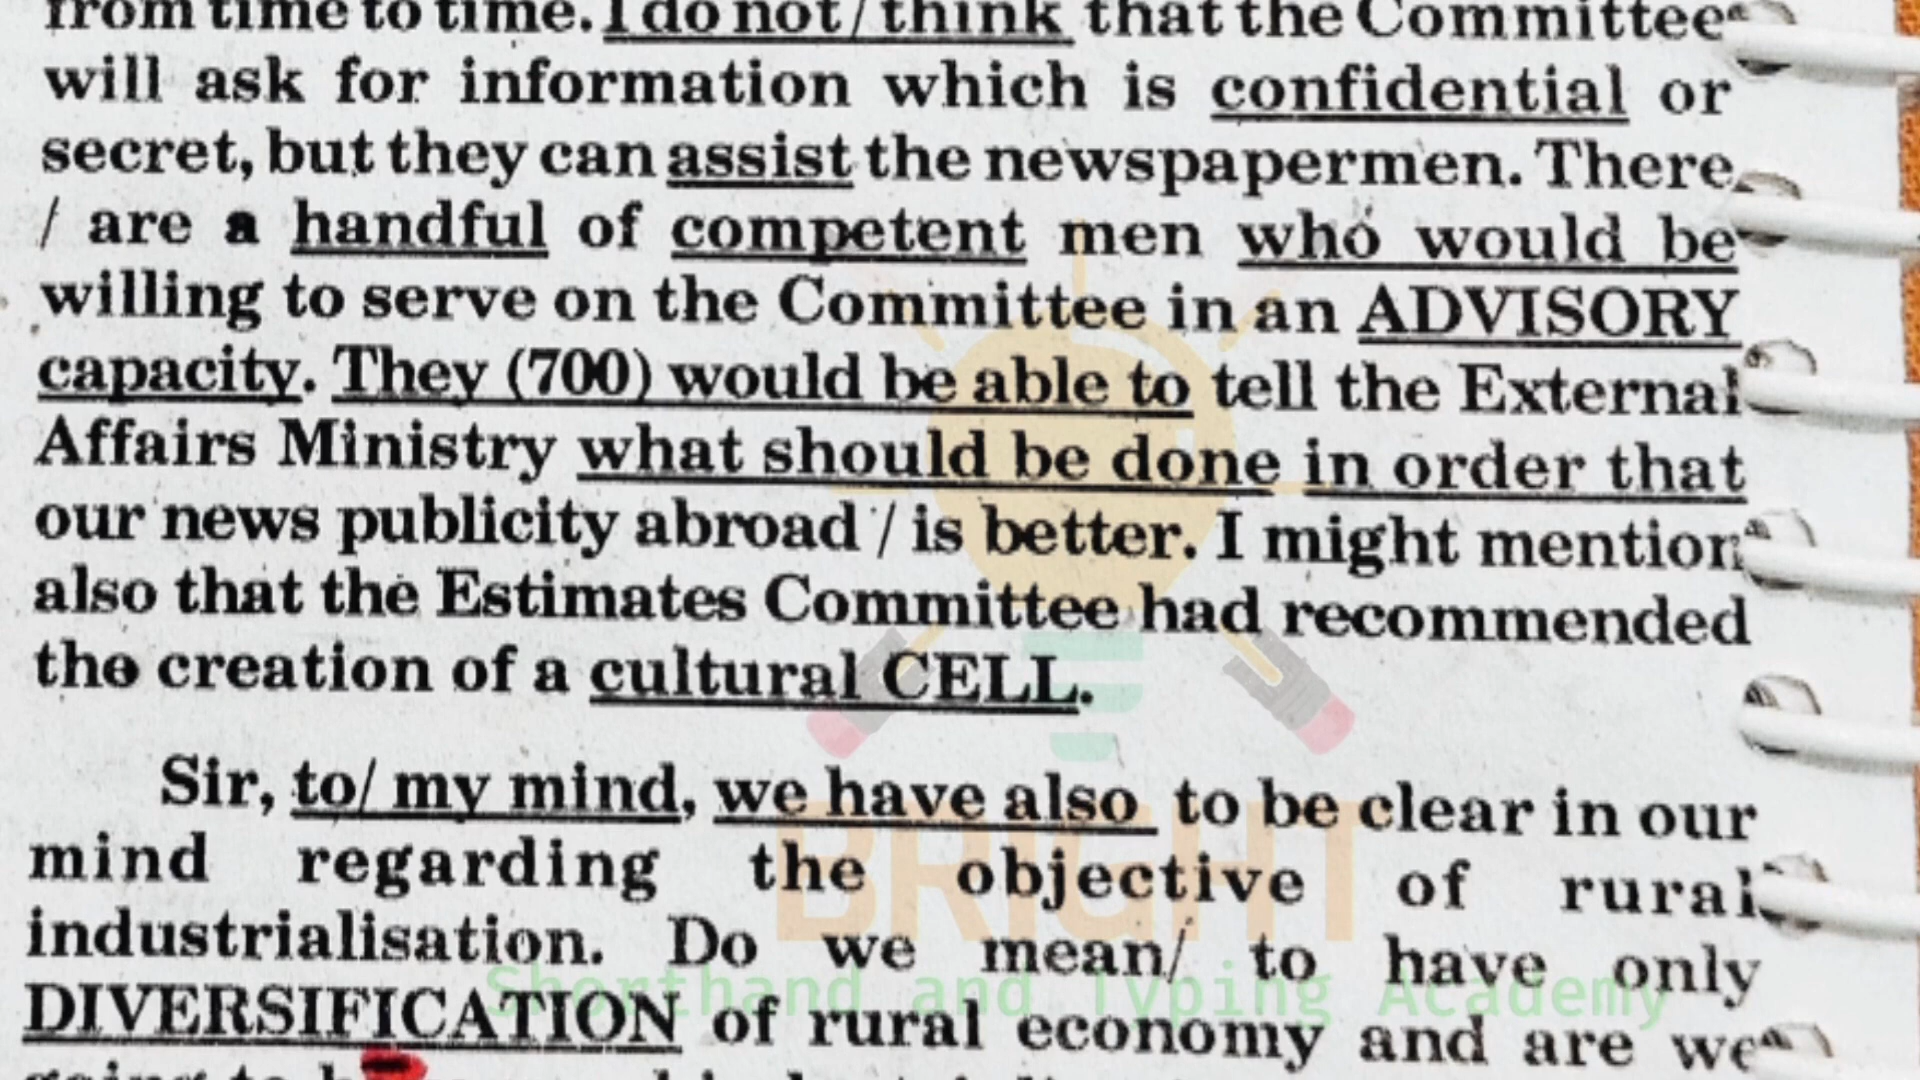 from time to time. I do not / think that the Committee
will ask for information which is confidential or
secret, but they can assist the newspapermen. There
/ are a handful of competent men who would be
willing to serve on the Committee in an ADVISORY
capacity. They (700) would be able to tell the External
Affairs Ministry what should be done in order that
our news publicity abroad / is better. I might mention
also that the Estimates Committee had recommended
the creation of a cultural CELL.
Sir, to/ my mind, we have also to be clear in our
mind regarding the objective of rural
industrialisation. Do we mean/ to have only
DIVERSIFICATION of rural economy and are we
going to
BRIGHT
Shorthand and Typing Academy